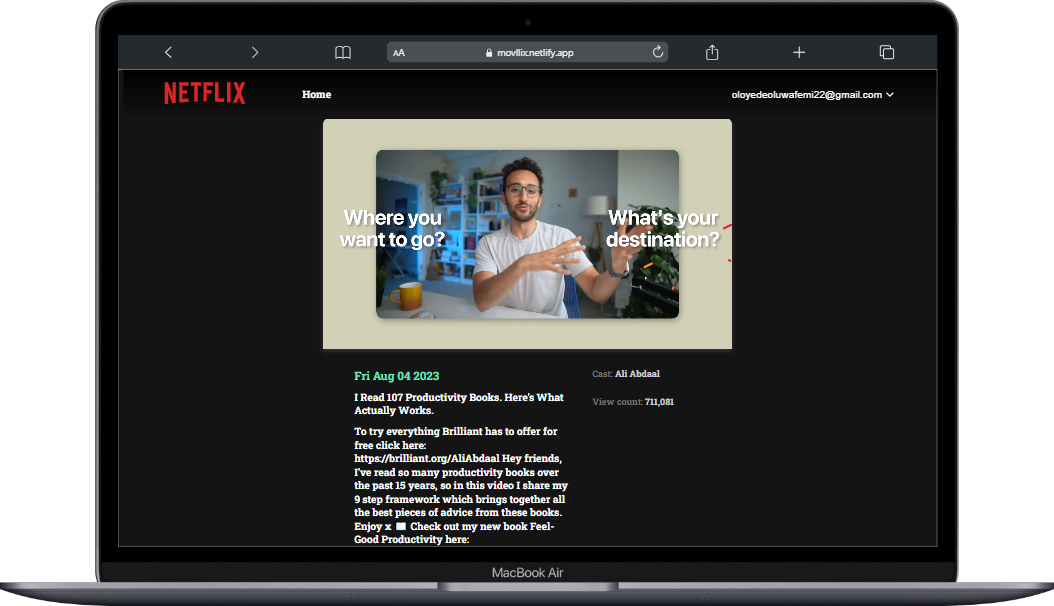 AA
movllix.netlify.app
NETFLIX
Home
oloyedeoluwafemi22@gmail.com
Where you
want to go?
What's your
destination?
Fri Aug 04 2023
Cast: Ali Abdaal
I Read 107 Productivity Books. Here's What
Actually Works.
View count: 711,081
To try everything Brilliant has to offer for
free click here:
https://brilliant.org/AliAbdaal Hey friends,
I've read so many productivity books over
the past 15 years, so in this video I share my
9 step framework which brings together all
the best pieces of advice from these books.
Enjoy x 📖 Check out my new book Feel-
Good Productivity here:
MacBook Air